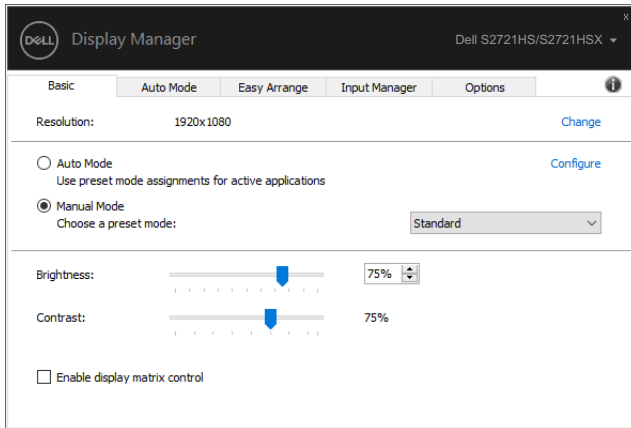 DELL Display Manager Dell S2721HS/S2721HSX
Basic Auto Mode Easy Arrange Input Manager Options
Resolution: 1920x1080 Change
Auto Mode Configure
Use preset mode assignments for active applications
Manual Mode
Choose a preset mode: Standard
Brightness: 75%
Contrast: 75%
Enable display matrix control